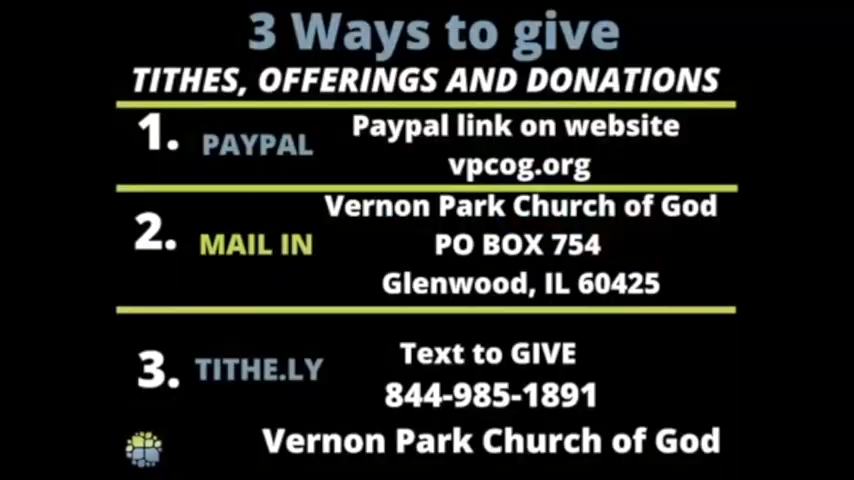 3 Ways to give
TITHES, OFFERINGS AND DONATIONS
1. PAYPAL
Paypal link on website
vpcog.org
2. MAIL IN
Vernon Park Church of God
PO BOX 754
Glenwood, IL 60425
3. TITHE.LY
Text to GIVE
844-985-1891
Vernon Park Church of God